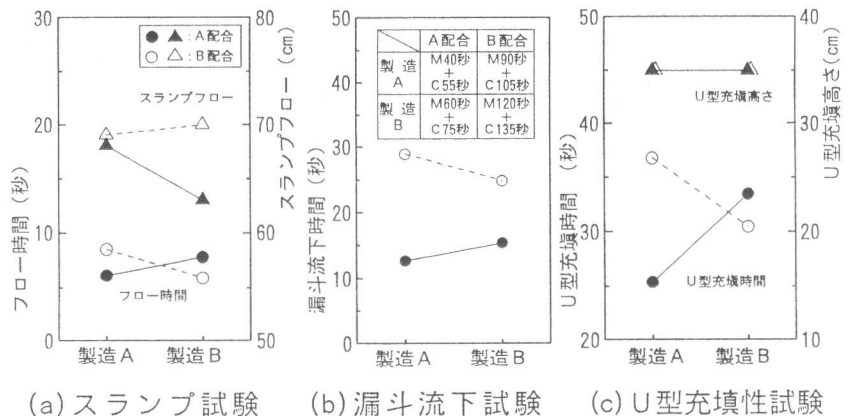 30
20
10
0
フロー時間（秒）
●▲:A配合
○△:B配合
スランプフロー
フロー時間
80
70
60
50
(cm)
(cm)
スランプフロー(cm)
製造A 製造B
(a)スランプ試験
50
40
30
20
10
0
漏斗流下時間（秒）
A配合 B配合
製造A M40秒+C55秒 M90秒+C105秒
製造B M60秒+C75秒 M120秒+C135秒
製造A 製造B
(b)漏斗流下試験
50
40
30
20
U型充塡時間（秒）
U型充塡高さ
U型充塡時間
40
30
20
10
U型充塡高さ(cm)
製造A 製造B
(c)U型充填性試験